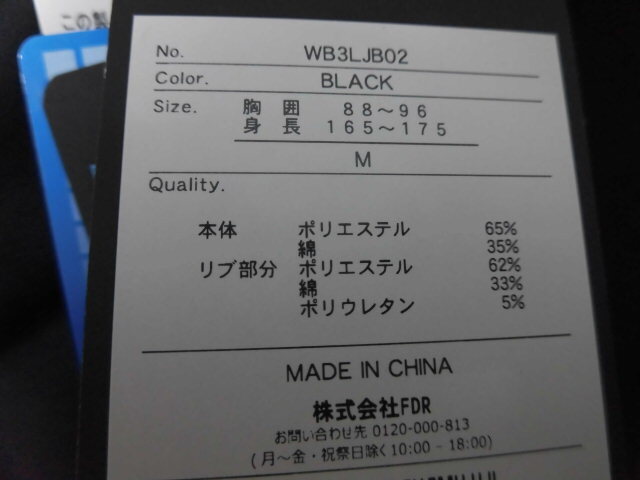 この製
No. WB3LJB02
Color. BLACK
Size. 胸囲 88～96
身長 165～175
M
Quality.
本体 ポリエステル 65%
綿 35%
リブ部分 ポリエステル 62%
綿 33%
ポリウレタン 5%
MADE IN CHINA
株式会社FDR
お問い合わせ先 0120-000-813
(月～金・祝祭日除く10:00 - 18:00)